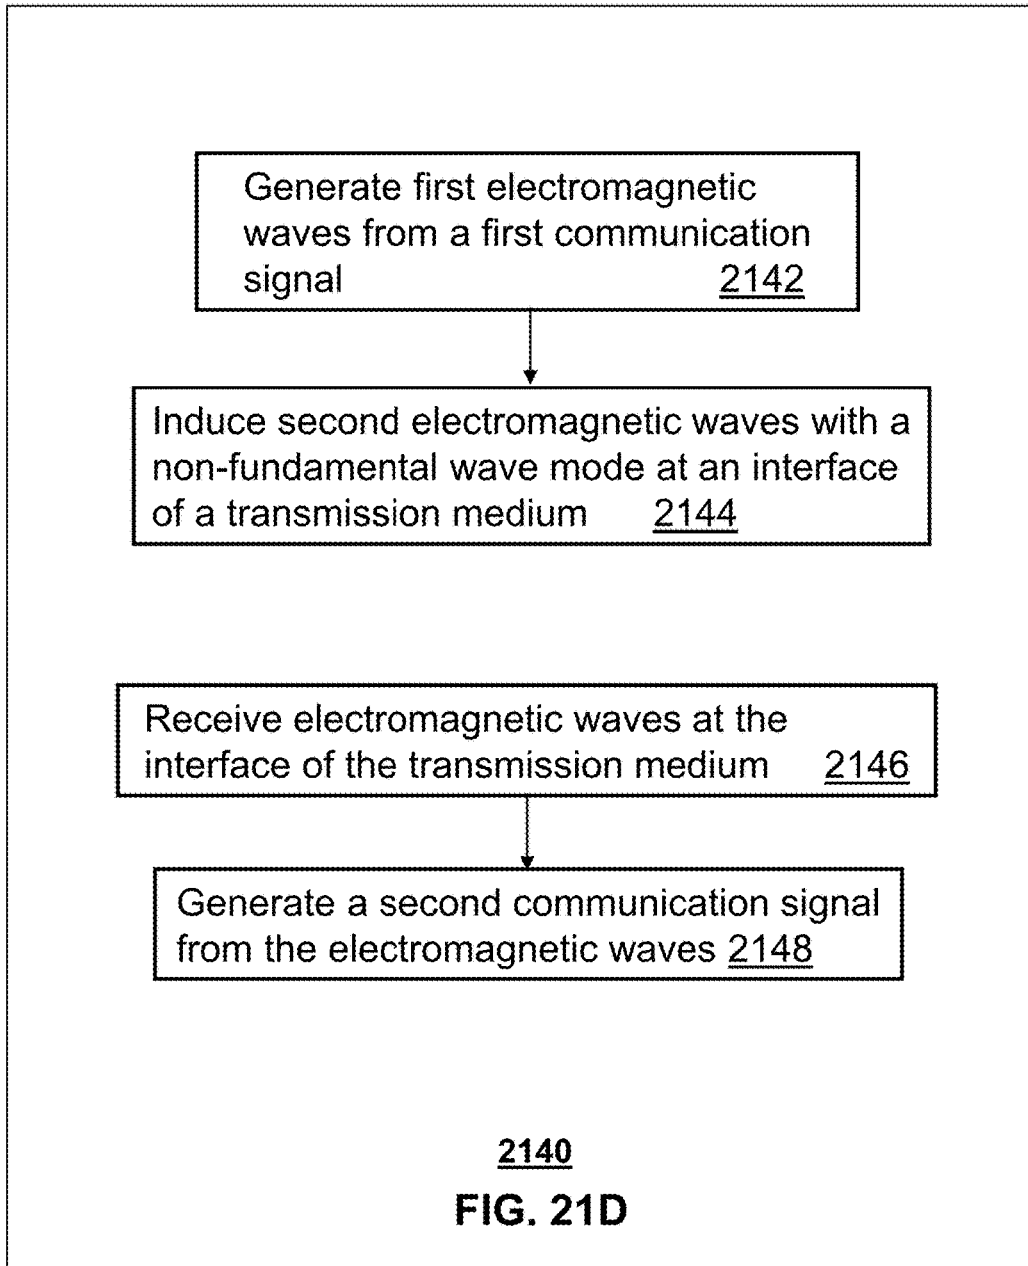 Generate first electromagnetic
waves from a first communication
signal 2142
Induce second electromagnetic waves with a
non-fundamental wave mode at an interface
of a transmission medium 2144
Receive electromagnetic waves at the
interface of the transmission medium 2146
Generate a second communication signal
from the electromagnetic waves 2148
2140
FIG. 21D